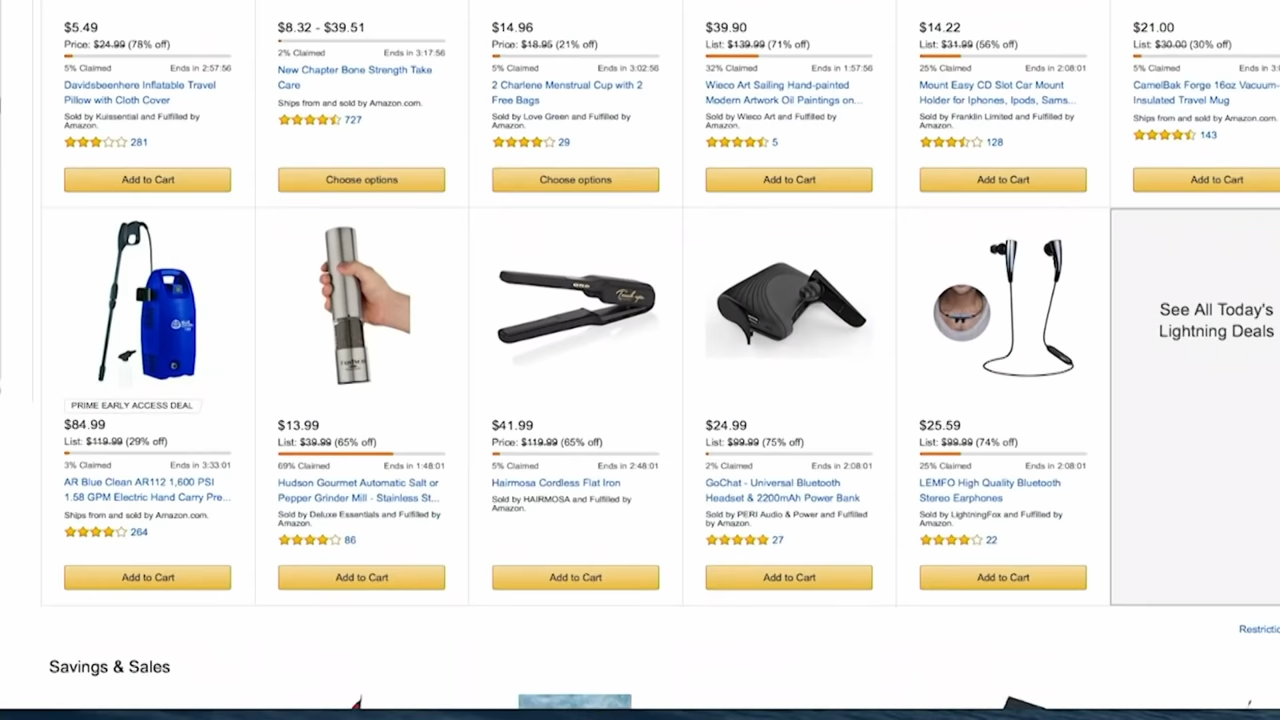 $5.49
Price: $24.99 (78% off)
5% Claimed Ends in 2:57:56
Davidsbeenhere Inflatable Travel
Pillow with Cloth Cover
Sold by Kuissential and Fulfilled by
Amazon.
281
Add to Cart
$8.32 - $39.51
2% Claimed Ends in 3:17:56
New Chapter Bone Strength Take
Care
Ships from and sold by Amazon.com.
727
Choose options
$14.96
Price: $18.95 (21% off)
5% Claimed Ends in 3:02:56
2 Charlene Menstrual Cup with 2
Free Bags
Sold by Love Green and Fulfilled by
Amazon.
29
Choose options
$39.90
List: $139.99 (71% off)
32% Claimed Ends in 1:57:56
Wieco Art Sailing Hand-painted
Modern Artwork Oil Paintings on...
Sold by Wieco Art and Fulfilled by
Amazon.
5
Add to Cart
$14.22
List: $31.99 (56% off)
25% Claimed Ends in 2:08:01
Mount Easy CD Slot Car Mount
Holder for Iphones, Ipods, Sams...
Sold by Franklin Limited and Fulfilled by
Amazon.
128
Add to Cart
$21.00
List: $30.00 (30% off)
5% Claimed Ends in 3:
CamelBak Forge 16oz Vacuum-
Insulated Travel Mug
Ships from and sold by Amazon.com.
143
Add to Cart
PRIME EARLY ACCESS DEAL
$84.99
List: $119.99 (29% off)
3% Claimed Ends in 3:33:01
AR Blue Clean AR112 1,600 PSI
1.58 GPM Electric Hand Carry Pre...
Ships from and sold by Amazon.com.
264
Add to Cart
$13.99
List: $39.99 (65% off)
69% Claimed Ends in 1:48:01
Hudson Gourmet Automatic Salt or
Pepper Grinder Mill - Stainless St...
Sold by Deluxe Essentials and Fulfilled by
Amazon.
86
Add to Cart
$41.99
Price: $119.99 (65% off)
5% Claimed Ends in 2:48:01
Hairmosa Cordless Flat Iron
Sold by HAIRMOSA and Fulfilled by
Amazon.
Add to Cart
$24.99
List: $99.99 (75% off)
2% Claimed Ends in 2:08:01
GoChat - Universal Bluetooth
Headset & 2200mAh Power Bank
Sold by PERI Audio & Power and Fulfilled
by Amazon.
27
Add to Cart
$25.59
List: $99.99 (74% off)
25% Claimed Ends in 2:08:01
LEMFO High Quality Bluetooth
Stereo Earphones
Sold by LightningFox and Fulfilled by
Amazon.
22
Add to Cart
See All Today's
Lightning Deals
Restrictio
Savings & Sales